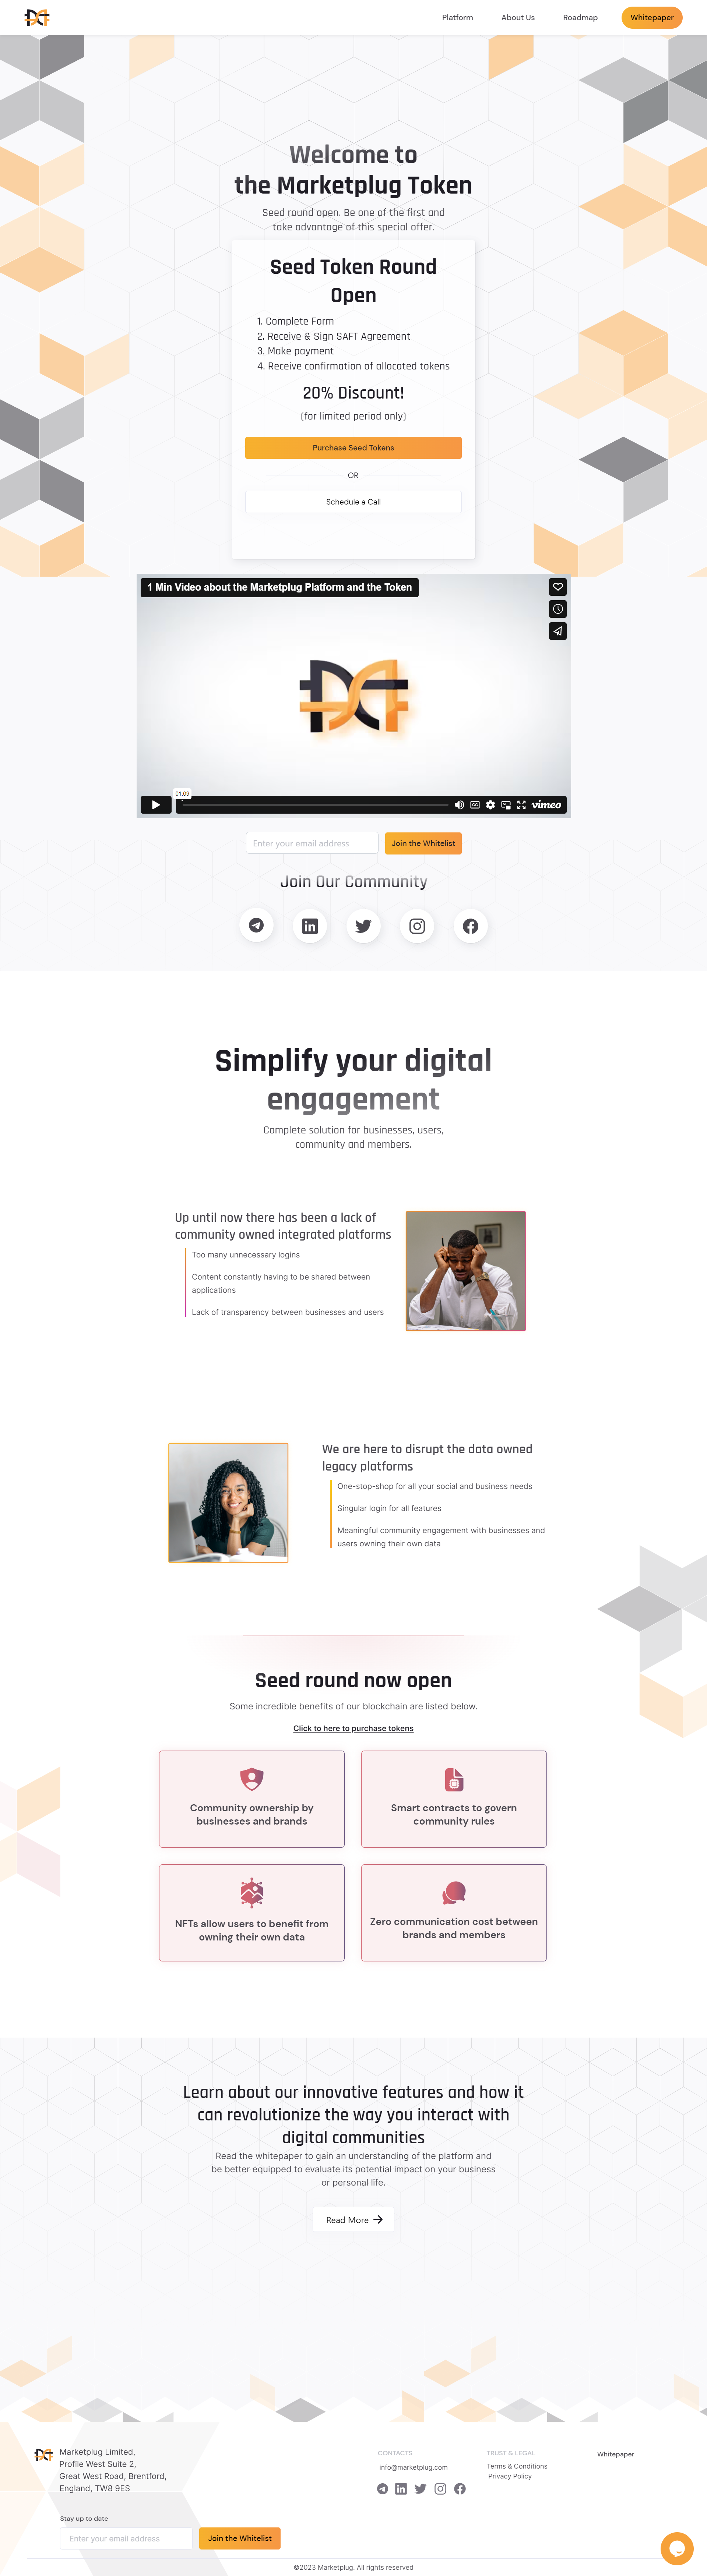 Platform
About Us
Roadmap
Whitepaper
Welcome to
the Marketplug Token
Seed round open. Be one of the first and
take advantage of this special offer.
Seed Token Round
Open
1. Complete Form
2. Receive & Sign SAFT Agreement
3. Make payment
4. Receive confirmation of allocated tokens
20% Discount!
(for limited period only)
Purchase Seed Tokens
OR
Schedule a Call
1 Min Video about the Marketplug Platform and the Token
01:09
CC
vimeo
Enter your email address
Join the Whitelist
Join Our Community
Simplify your digital
engagement
Complete solution for businesses, users,
community and members.
Up until now there has been a lack of
community owned integrated platforms
Too many unnecessary logins
Content constantly having to be shared between
applications
Lack of transparency between businesses and users
We are here to disrupt the data owned
legacy platforms
One-stop-shop for all your social and business needs
Singular login for all features
Meaningful community engagement with businesses and
users owning their own data
Seed round now open
Some incredible benefits of our blockchain are listed below.
Click to here to purchase tokens
Community ownership by
businesses and brands
Smart contracts to govern
community rules
NFTs allow users to benefit from
owning their own data
Zero communication cost between
brands and members
Learn about our innovative features and how it
can revolutionize the way you interact with
digital communities
Read the whitepaper to gain an understanding of the platform and
be better equipped to evaluate its potential impact on your business
or personal life.
Read More
Marketplug Limited,
Profile West Suite 2,
Great West Road, Brentford,
England, TW8 9ES
Stay up to date
Enter your email address
Join the Whitelist
CONTACTS
info@marketplug.com
TRUST & LEGAL
Terms & Conditions
Privacy Policy
Whitepaper
©2023 Marketplug. All rights reserved